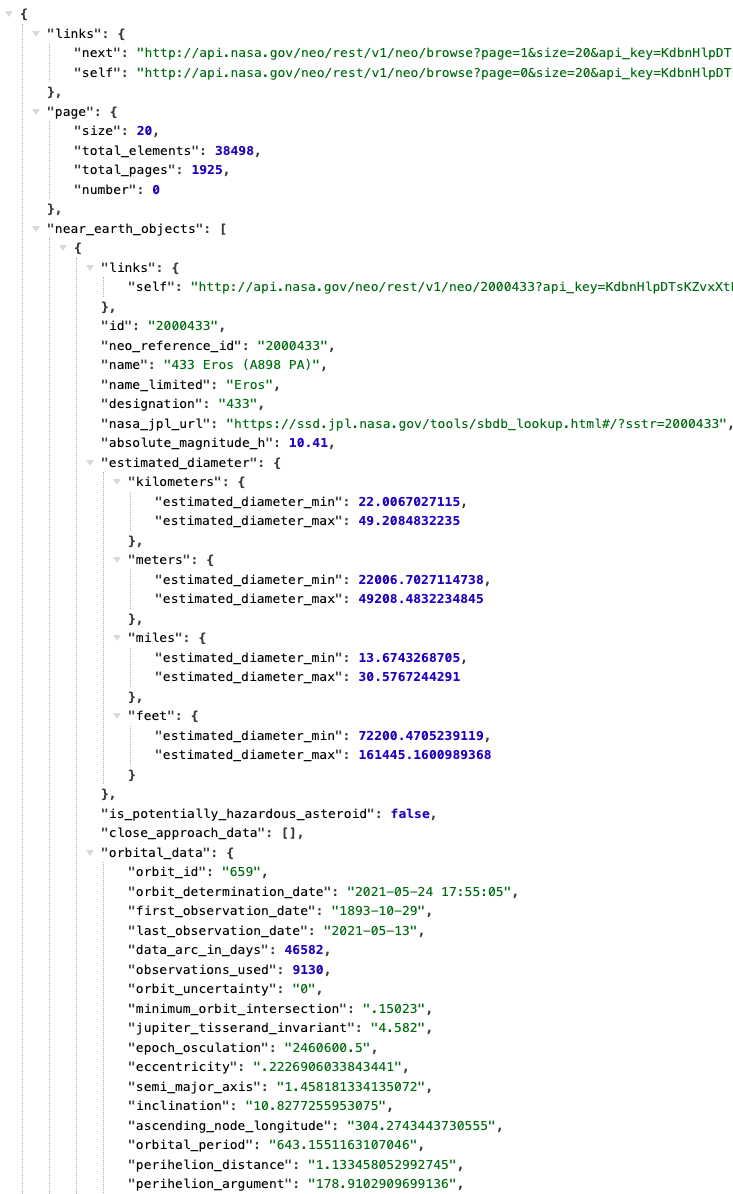 {
"links": {
"next": "http://api.nasa.gov/neo/rest/v1/neo/browse?page=1&size=20&api_key=KdbnHlpDT
"self": "http://api.nasa.gov/neo/rest/v1/neo/browse?page=0&size=20&api_key=KdbnHlpDT
},
"page": {
"size": 20,
"total_elements": 38498,
"total_pages": 1925,
"number": 0
},
"near_earth_objects": [
{
"links": {
"self": "http://api.nasa.gov/neo/rest/v1/neo/2000433?api_key=KdbnHlpDTsKZvxXt
},
"id": "2000433",
"neo_reference_id": "2000433",
"name": "433 Eros (A898 PA)",
"name_limited": "Eros",
"designation": "433",
"nasa_jpl_url": "https://ssd.jpl.nasa.gov/tools/sbdb_lookup.html#/?sstr=2000433",
"absolute_magnitude_h": 10.41,
"estimated_diameter": {
"kilometers": {
"estimated_diameter_min": 22.0067027115,
"estimated_diameter_max": 49.2084832235
},
"meters": {
"estimated_diameter_min": 22006.7027114738,
"estimated_diameter_max": 49208.4832234845
},
"miles": {
"estimated_diameter_min": 13.6743268705,
"estimated_diameter_max": 30.5767244291
},
"feet": {
"estimated_diameter_min": 72200.4705239119,
"estimated_diameter_max": 161445.1600989368
}
},
"is_potentially_hazardous_asteroid": false,
"close_approach_data": [],
"orbital_data": {
"orbit_id": "659",
"orbit_determination_date": "2021-05-24 17:55:05",
"first_observation_date": "1893-10-29",
"last_observation_date": "2021-05-13",
"data_arc_in_days": 46582,
"observations_used": 9130,
"orbit_uncertainty": "0",
"minimum_orbit_intersection": ".15023",
"jupiter_tisserand_invariant": "4.582",
"epoch_osculation": "2460600.5",
"eccentricity": ".2226906033843441",
"semi_major_axis": "1.458181334135072",
"inclination": "10.8277255953075",
"ascending_node_longitude": "304.2743443730555",
"orbital_period": "643.1551163107046",
"perihelion_distance": "1.133458052992745",
"perihelion_argument": "178.9102909699136",